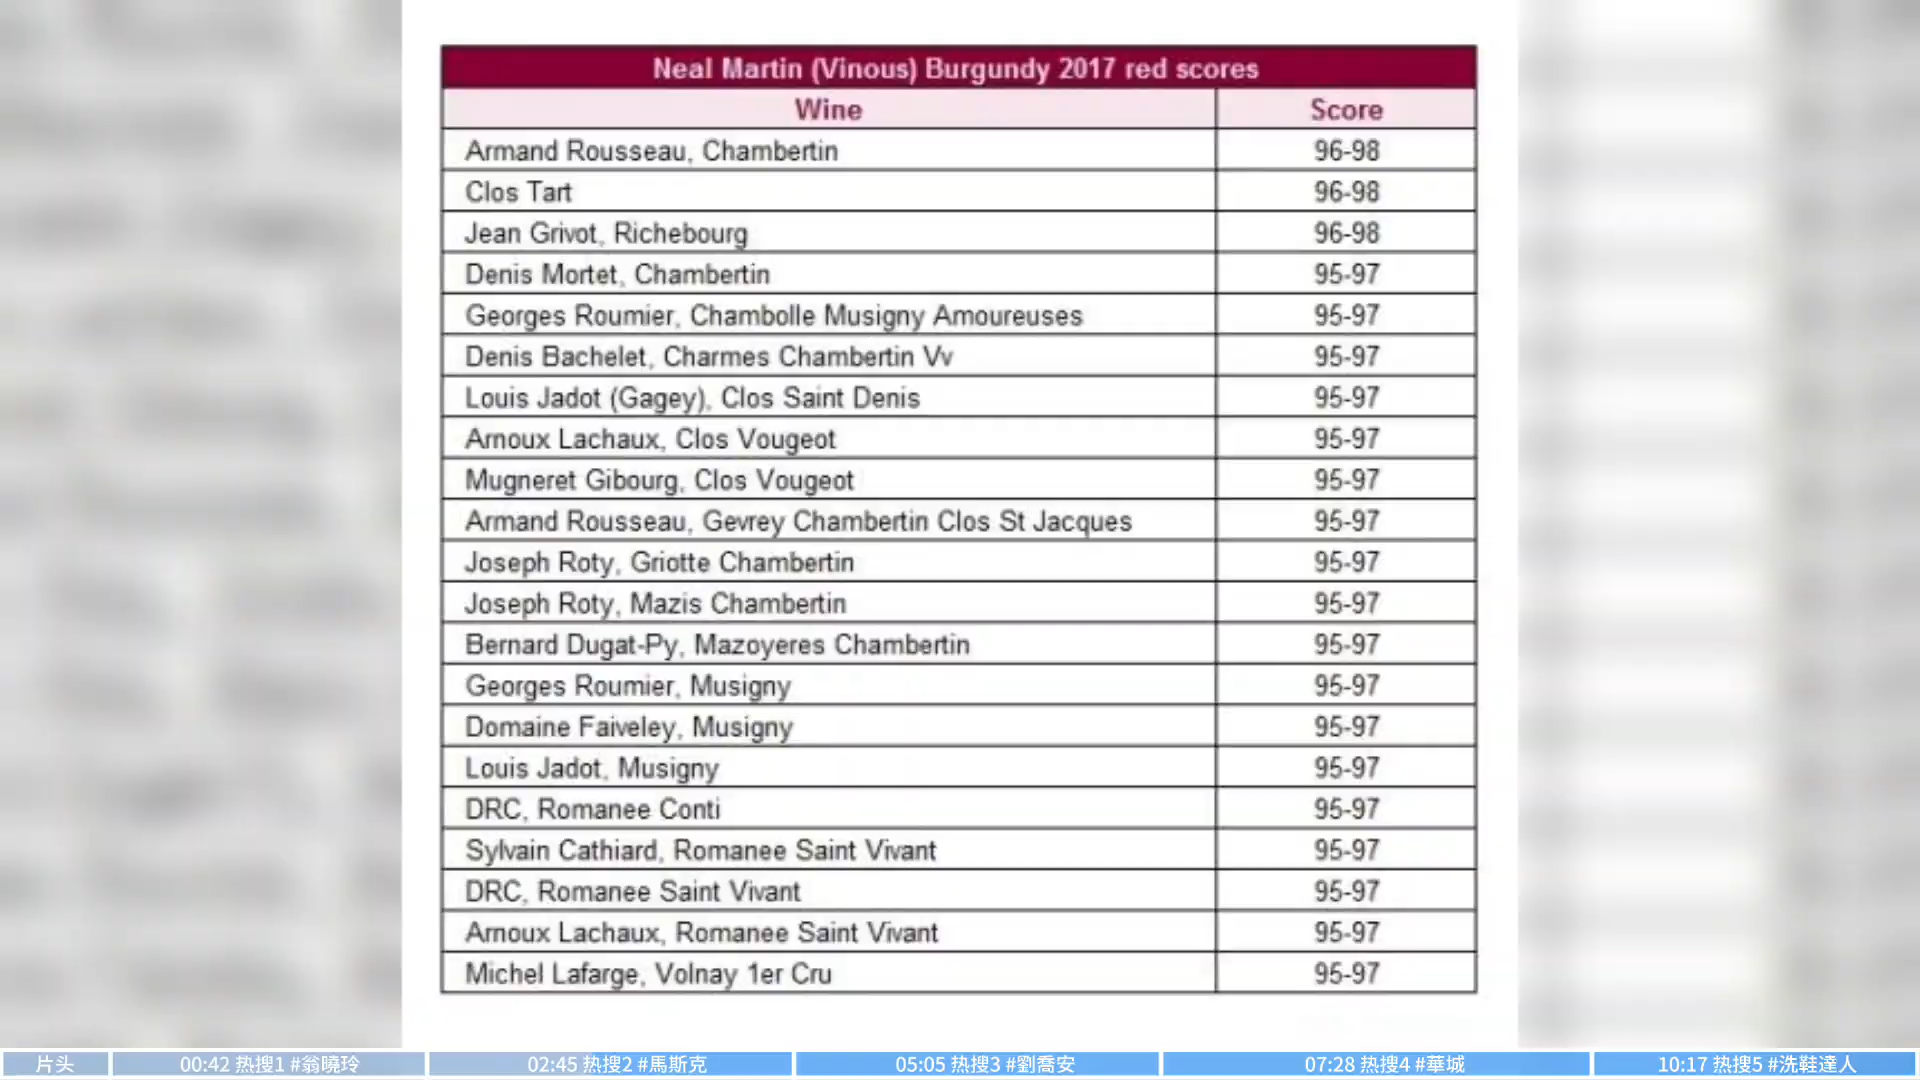 Neal Martin (Vinous) Burgundy 2017 red scores
Wine Score
Armand Rousseau, Chambertin 96-98
Clos Tart 96-98
Jean Grivot, Richebourg 96-98
Denis Mortet, Chambertin 95-97
Georges Roumier, Chambolle Musigny Amoureuses 95-97
Denis Bachelet, Charmes Chambertin Vv 95-97
Louis Jadot (Gagey), Clos Saint Denis 95-97
Arnoux Lachaux, Clos Vougeot 95-97
Mugneret Gibourg, Clos Vougeot 95-97
Armand Rousseau, Gevrey Chambertin Clos St Jacques 95-97
Joseph Roty, Griotte Chambertin 95-97
Joseph Roty, Mazis Chambertin 95-97
Bernard Dugat-Py, Mazoyeres Chambertin 95-97
Georges Roumier, Musigny 95-97
Domaine Faiveley, Musigny 95-97
Louis Jadot, Musigny 95-97
DRC, Romanee Conti 95-97
Sylvain Cathiard, Romanee Saint Vivant 95-97
DRC, Romanee Saint Vivant 95-97
Arnoux Lachaux, Romanee Saint Vivant 95-97
Michel Lafarge, Volnay 1er Cru 95-97
片头 00:42 热搜1 #翁曉玲 02:45 热搜2 #馬斯克 05:05 热搜3 #劉喬安 07:28 热搜4 #華城 10:17 热搜5 #洗鞋達人